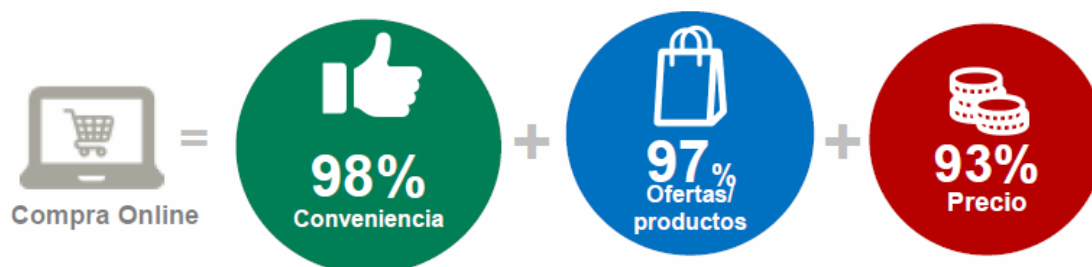 Compra Online
=
98%
Conveniencia
+
97%
Ofertas/
productos
+
93%
Precio